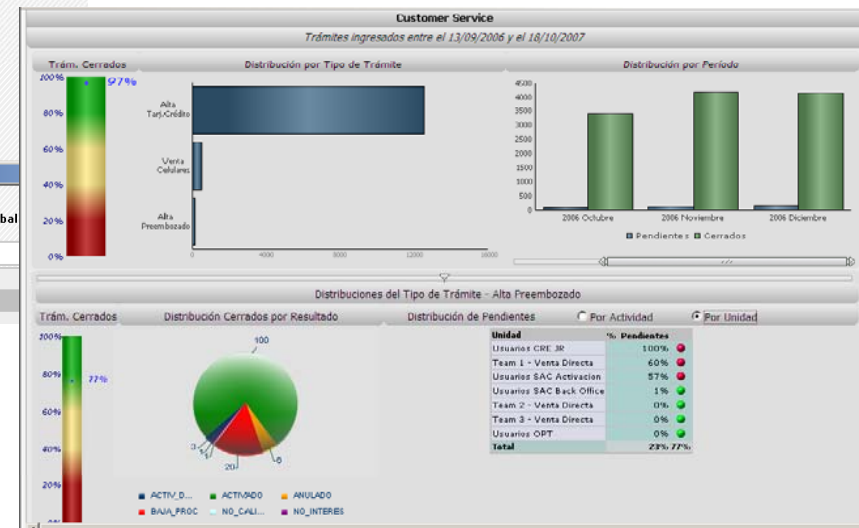 Customer Service
Trámites ingresados entre el 13/09/2006 y el 18/10/2007
Trám. Cerrados
Distribución por Tipo de Trámite
Distribución por Período
100%
97%
80%
60%
40%
20%
0%
Alta
Tarj.Crédito
Venta
Celulares
Alta
Preembozado
0
4000
8000
12000
16000
4500
4000
3500
3000
2500
2000
1500
1000
500
0
2006 Octubre
2006 Noviembre
2006 Diciembre
Pendientes
Cerrados
bal
Distribuciones del Tipo de Trámite - Alta Preembozado
Trám. Cerrados
Distribución Cerrados por Resultado
Distribución de Pendientes
Por Actividad
Por Unidad
100%
80%
77%
60%
40%
20%
0%
100
3
1
1
20
6
ACTIV_D...
ACTIVADO
ANULADO
BAJA_PROC
NO_CALI...
NO_INTERES
Unidad % Pendientes
Usuarios CRE JR 100%
Team 1 - Venta Directa 60%
Usuarios SAC Activacion 57%
Usuarios SAC Back Office 1%
Team 2 - Venta Directa 0%
Team 3 - Venta Directa 0%
Usuarios OPT 0%
Total 23% 77%